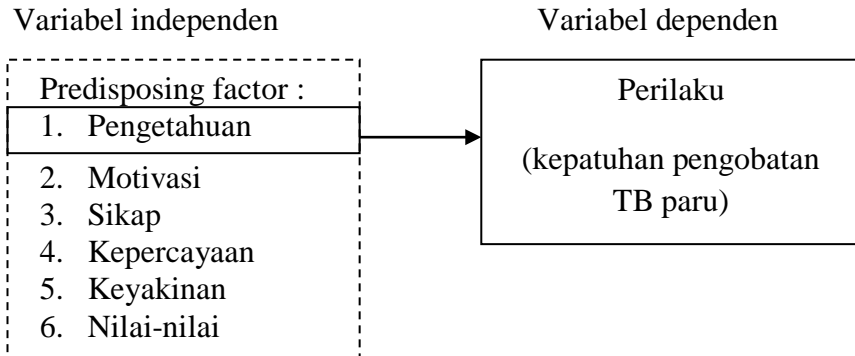 Variabel independen
Variabel dependen
Predisposing factor :
1. Pengetahuan
2. Motivasi
3. Sikap
4. Kepercayaan
5. Keyakinan
6. Nilai-nilai
Perilaku
(kepatuhan pengobatan
TB paru)